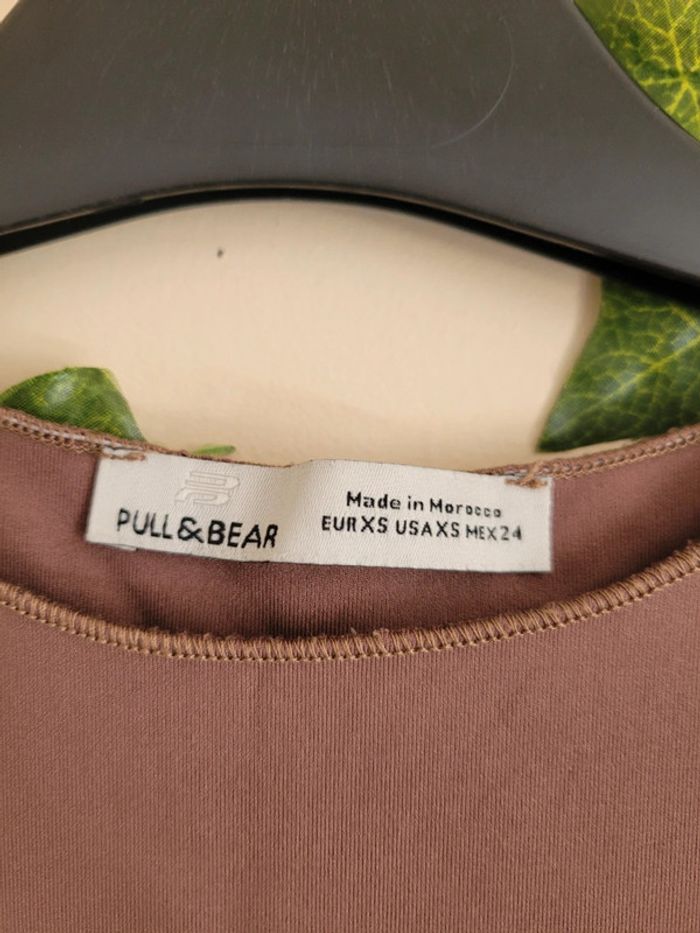 PULL&BEAR
Made in Morocco
EUR XS USA XS MEX 24